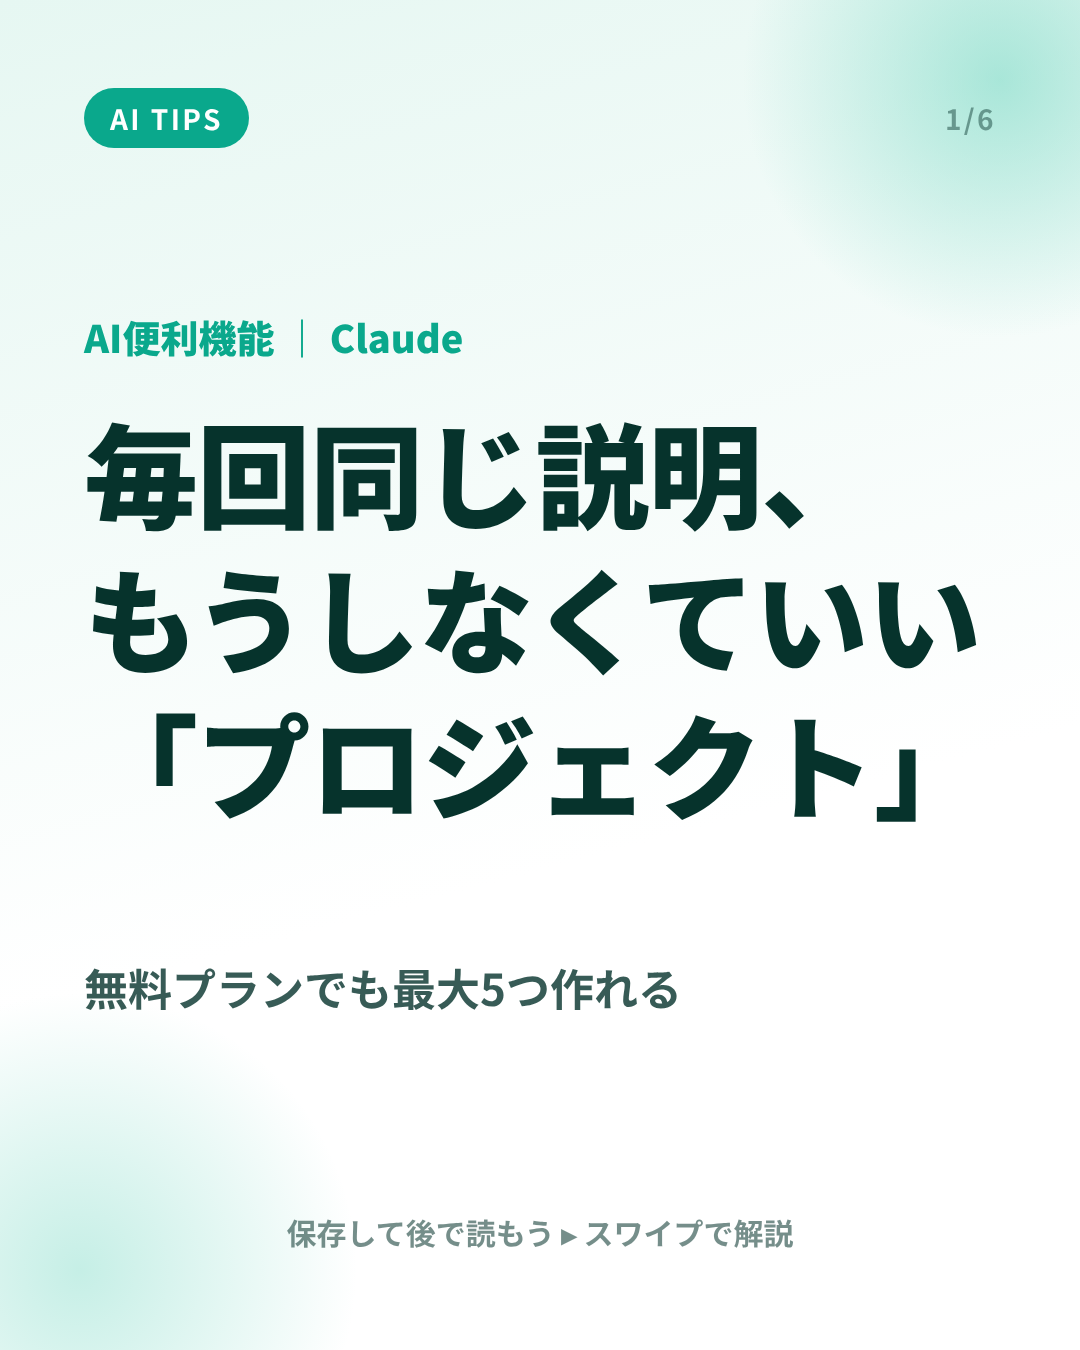 AI TIPS
1/6
AI便利機能 ｜ Claude
毎回同じ説明、
もうしなくていい
「プロジェクト」
無料プランでも最大5つ作れる
保存して後で読もう ▸ スワイプで解説